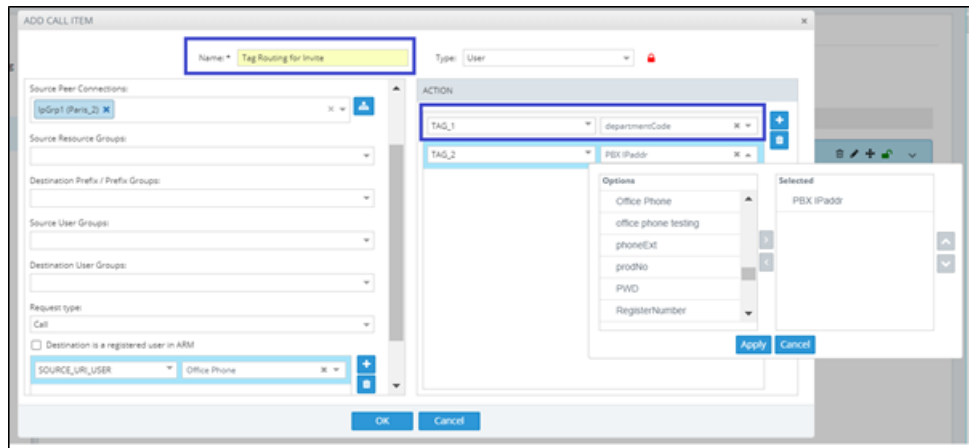 ADD CALL ITEM
Name: * Tag Routing for Invite
Type: User
Source Peer Connections:
IpGrp1 (Paris_2)
Source Resource Groups:
Destination Prefix / Prefix Groups:
Source User Groups:
Destination User Groups:
Request type:
Call
Destination is a registered user in ARM
SOURCE_URI_USER Office Phone
ACTION
TAG_1 departmentCode
TAG_2 PBX IPaddr
Options
Office Phone
office phone testing
phoneExt
prodNo
PWD
RegisterNumber
Selected
PBX IPaddr
Apply Cancel
OK Cancel